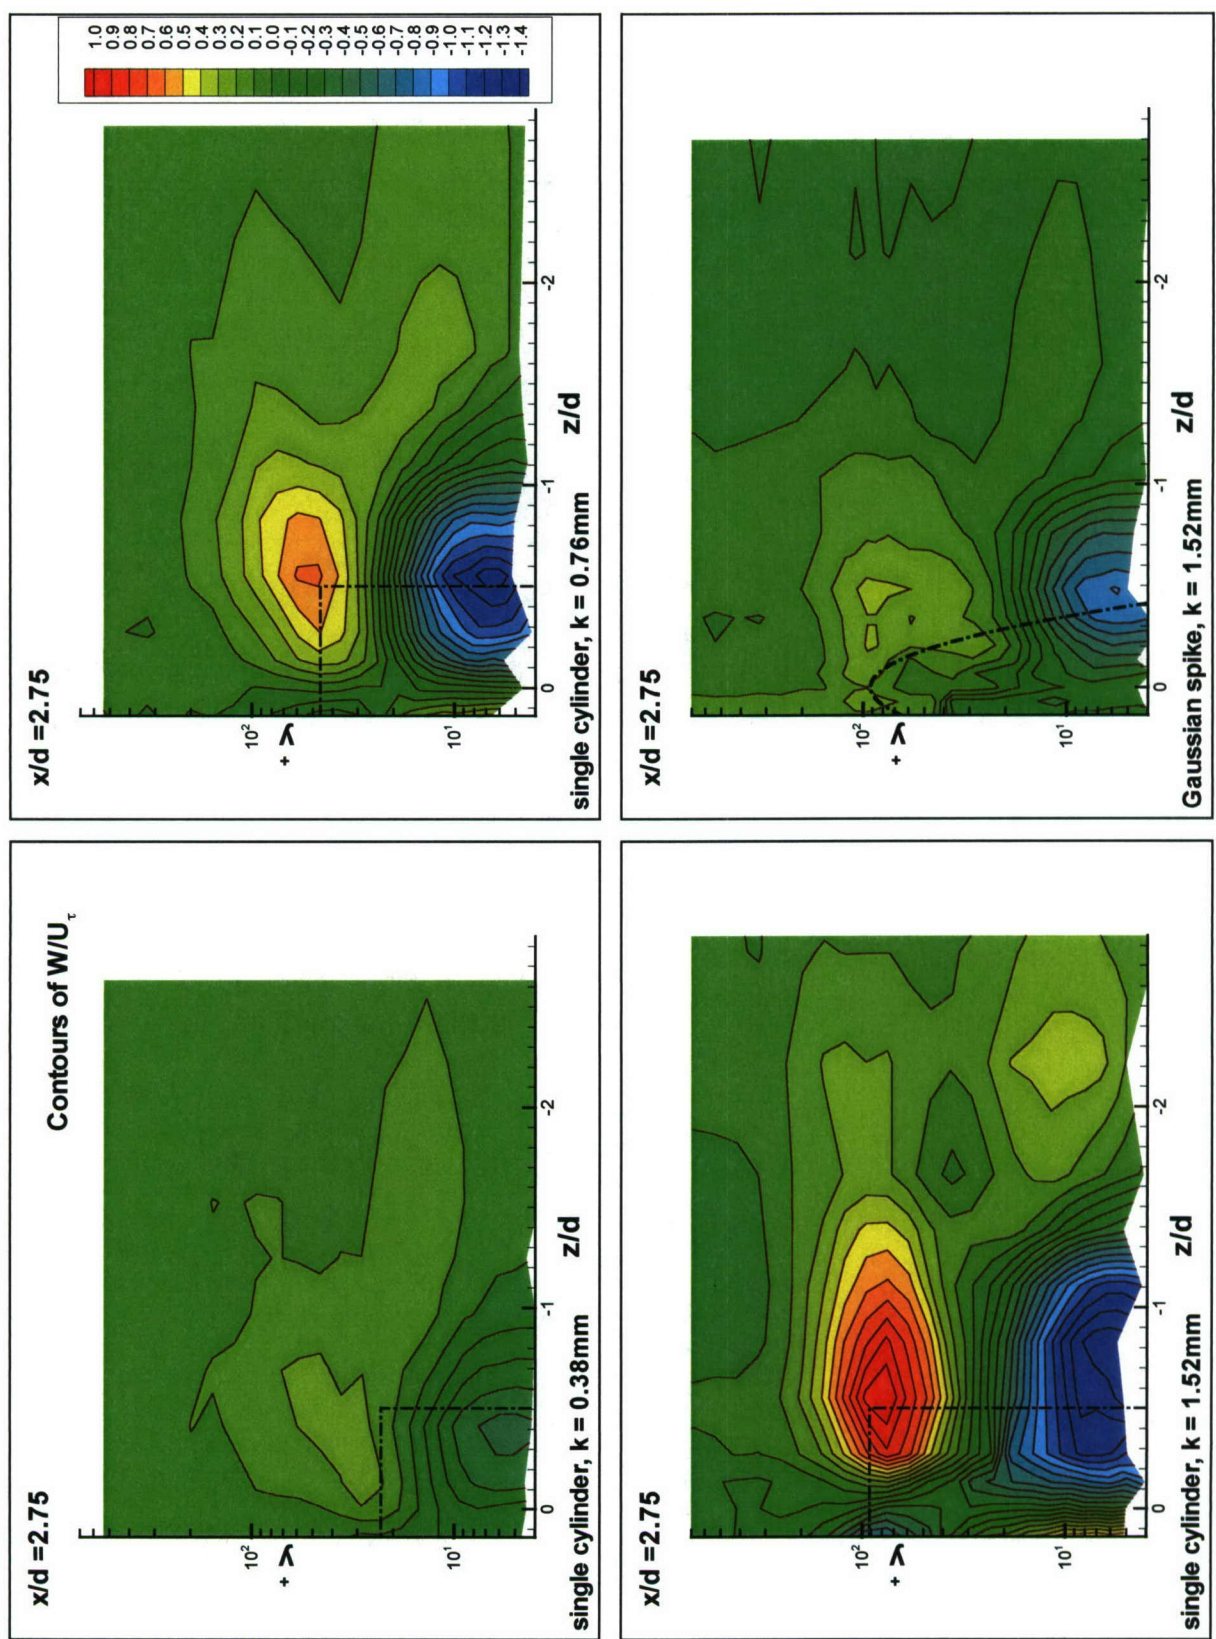 Contours of W/Uτ
x/d =2.75
10²
10¹
y+
0
-1
-2
z/d
single cylinder, k = 0.38mm
x/d =2.75
1.0
0.9
0.8
0.7
0.6
0.5
0.4
0.3
0.2
0.1
0.0
-0.1
-0.2
-0.3
-0.4
-0.5
-0.6
-0.7
-0.8
-0.9
-1.0
-1.1
-1.2
-1.3
-1.4
10²
10¹
y+
0
-1
-2
z/d
single cylinder, k = 0.76mm
x/d =2.75
10²
10¹
y+
0
-1
-2
z/d
single cylinder, k = 1.52mm
x/d =2.75
10²
10¹
y+
0
-1
-2
z/d
Gaussian spike, k = 1.52mm